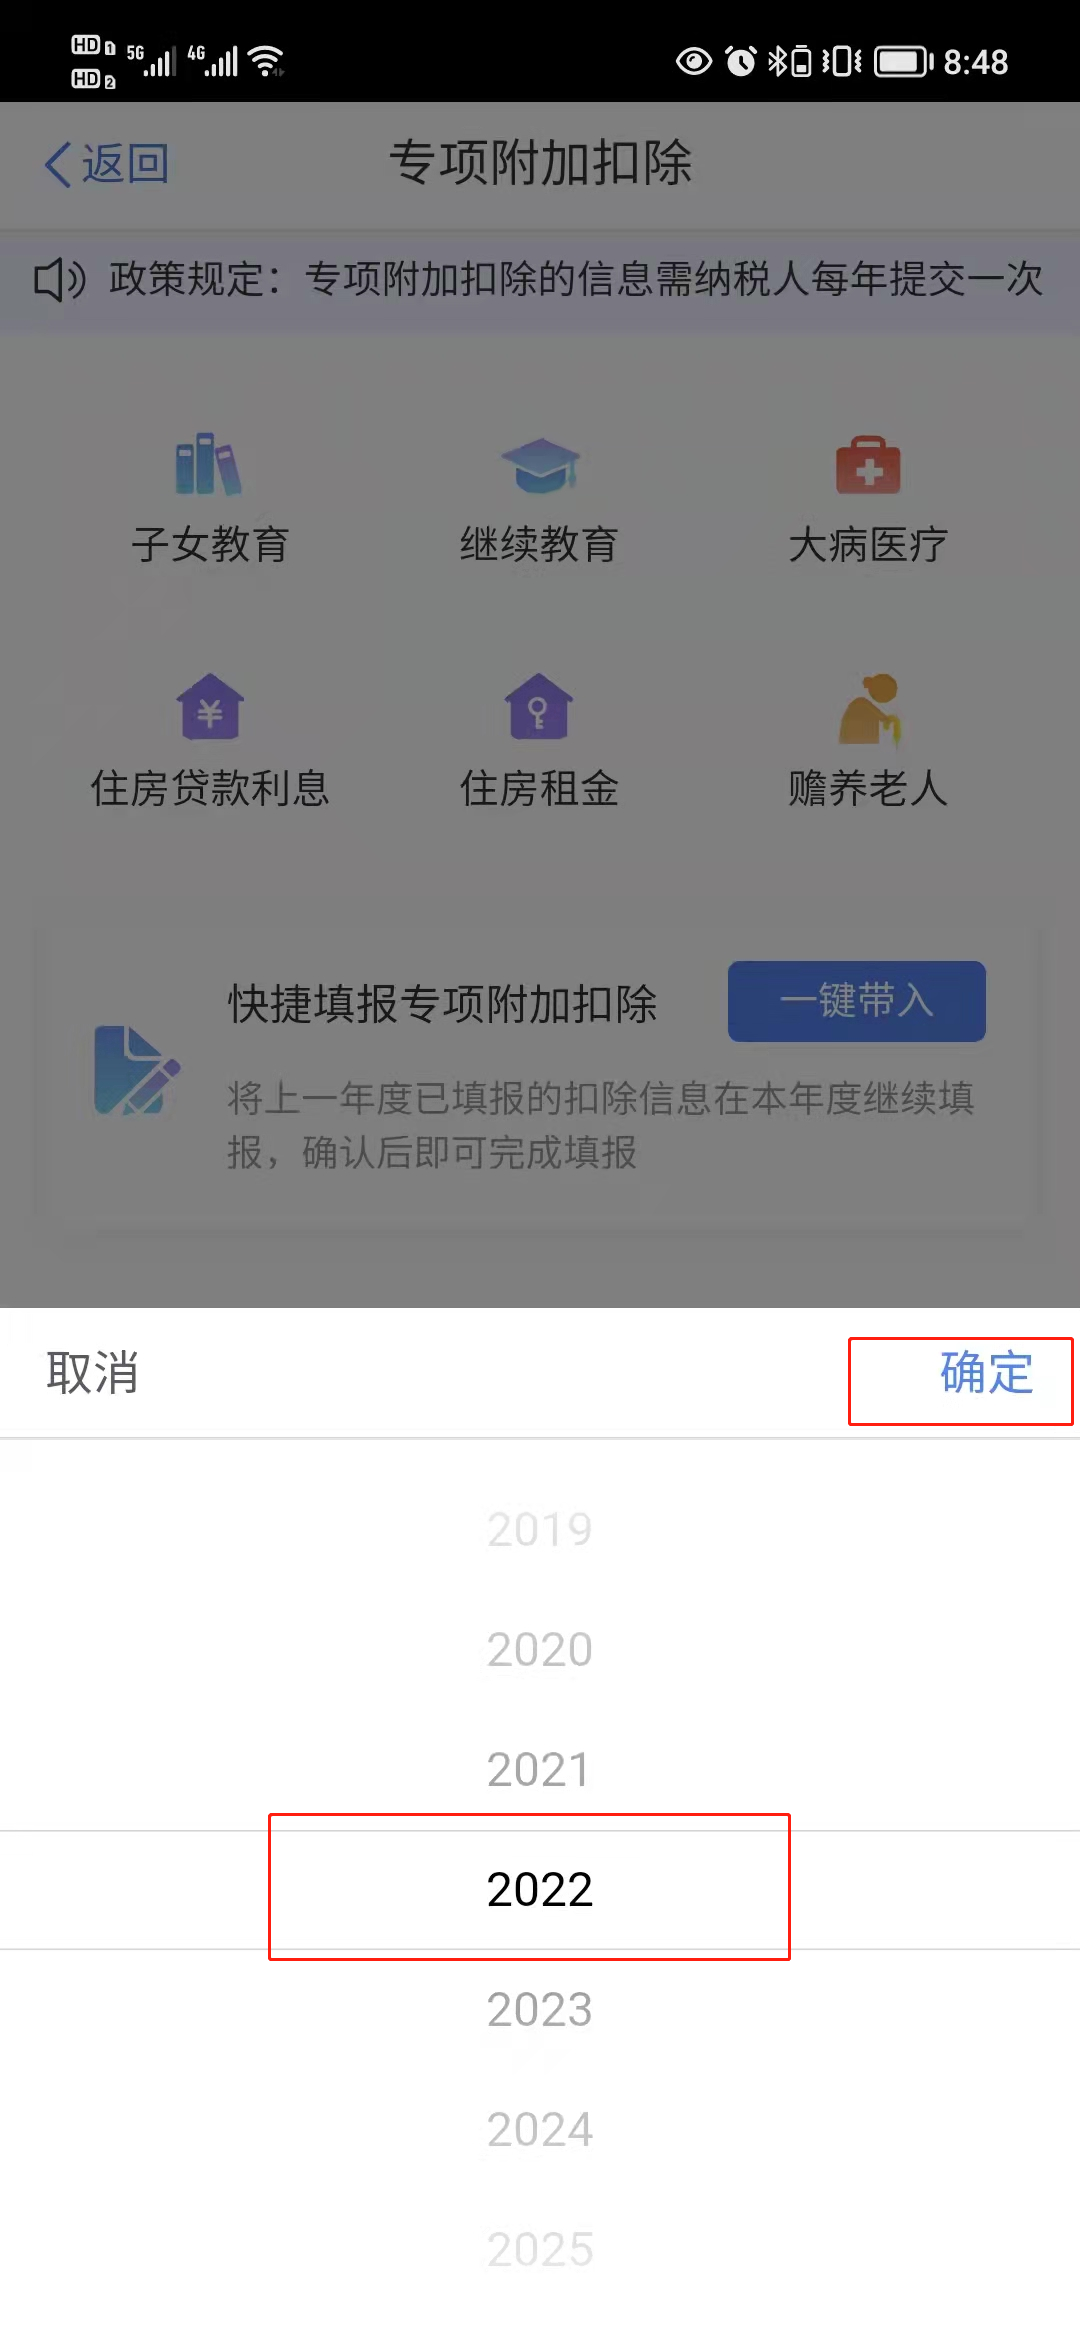 HD 1 5G 4G
HD 2
8:48
返回
专项附加扣除
政策规定：专项附加扣除的信息需纳税人每年提交一次
子女教育 继续教育 大病医疗
住房贷款利息 住房租金 赡养老人
快捷填报专项附加扣除
一键带入
将上一年度已填报的扣除信息在本年度继续填
报，确认后即可完成填报
取消 确定
2019
2020
2021
2022
2023
2024
2025